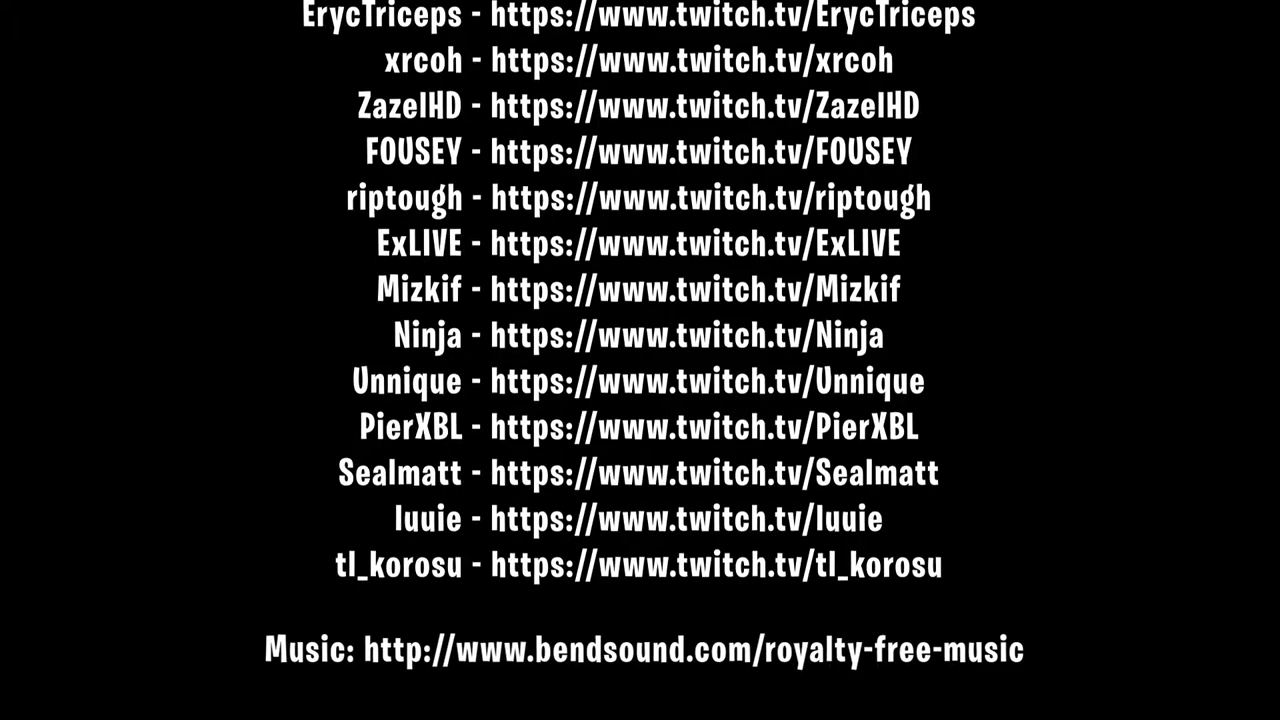 ErycTriceps - https://www.twitch.tv/ErycTriceps
xrcoh - https://www.twitch.tv/xrcoh
ZazelHD - https://www.twitch.tv/ZazelHD
FOUSEY - https://www.twitch.tv/FOUSEY
riptough - https://www.twitch.tv/riptough
ExLIVE - https://www.twitch.tv/ExLIVE
Mizkif - https://www.twitch.tv/Mizkif
Ninja - https://www.twitch.tv/Ninja
Unnique - https://www.twitch.tv/Unnique
PierXBL - https://www.twitch.tv/PierXBL
Sealmatt - https://www.twitch.tv/Sealmatt
luuie - https://www.twitch.tv/luuie
tl_korosu - https://www.twitch.tv/tl_korosu
Music: http://www.bendsound.com/royalty-free-music